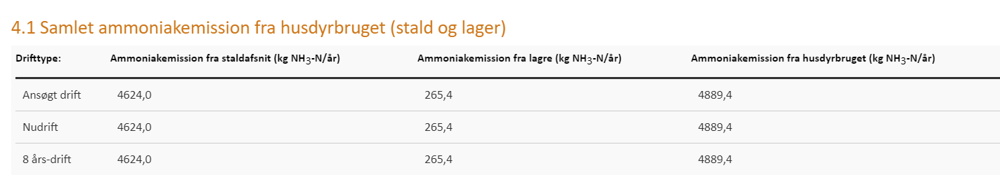 4.1 Samlet ammoniakemission fra husdyrbruget (stald og lager)
Drifttype: Ammoniakemission fra staldafsnit (kg NH3-N/år) Ammoniakemission fra lagre (kg NH3-N/år) Ammoniakemission fra husdyrbruget (kg NH3-N/år)
Ansøgt drift 4624,0 265,4 4889,4
Nudrift 4624,0 265,4 4889,4
8 års-drift 4624,0 265,4 4889,4